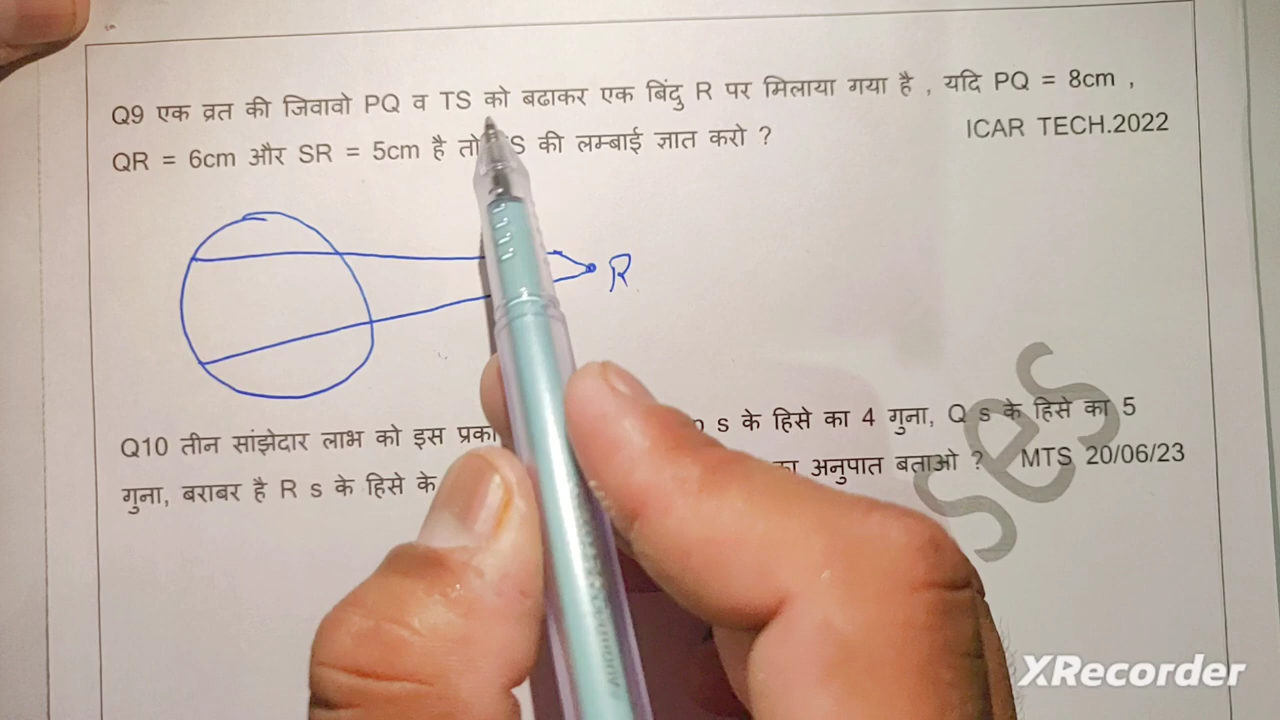 Q9 एक व्रत की जिवावो PQ व TS को बढाकर एक बिंदु R पर मिलाया गया है , यदि PQ = 8cm ,
QR = 6cm और SR = 5cm है तो S की लम्बाई ज्ञात करो ? ICAR TECH.2022
R
Q10 तीन सांझेदार लाभ को इस s के हिसे का 4 गुना, Q s के हिसे का 5
गुना, बराबर है R s के हिसे के अनुपात बताओ ? MTS 20/06/23
ses
XRecorder